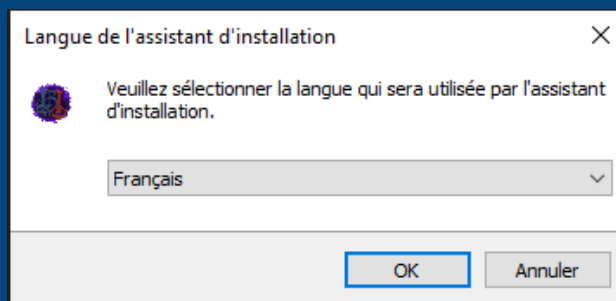 Langue de l'assistant d'installation
Veuillez sélectionner la langue qui sera utilisée par l'assistant
d'installation.
Français
OK
Annuler